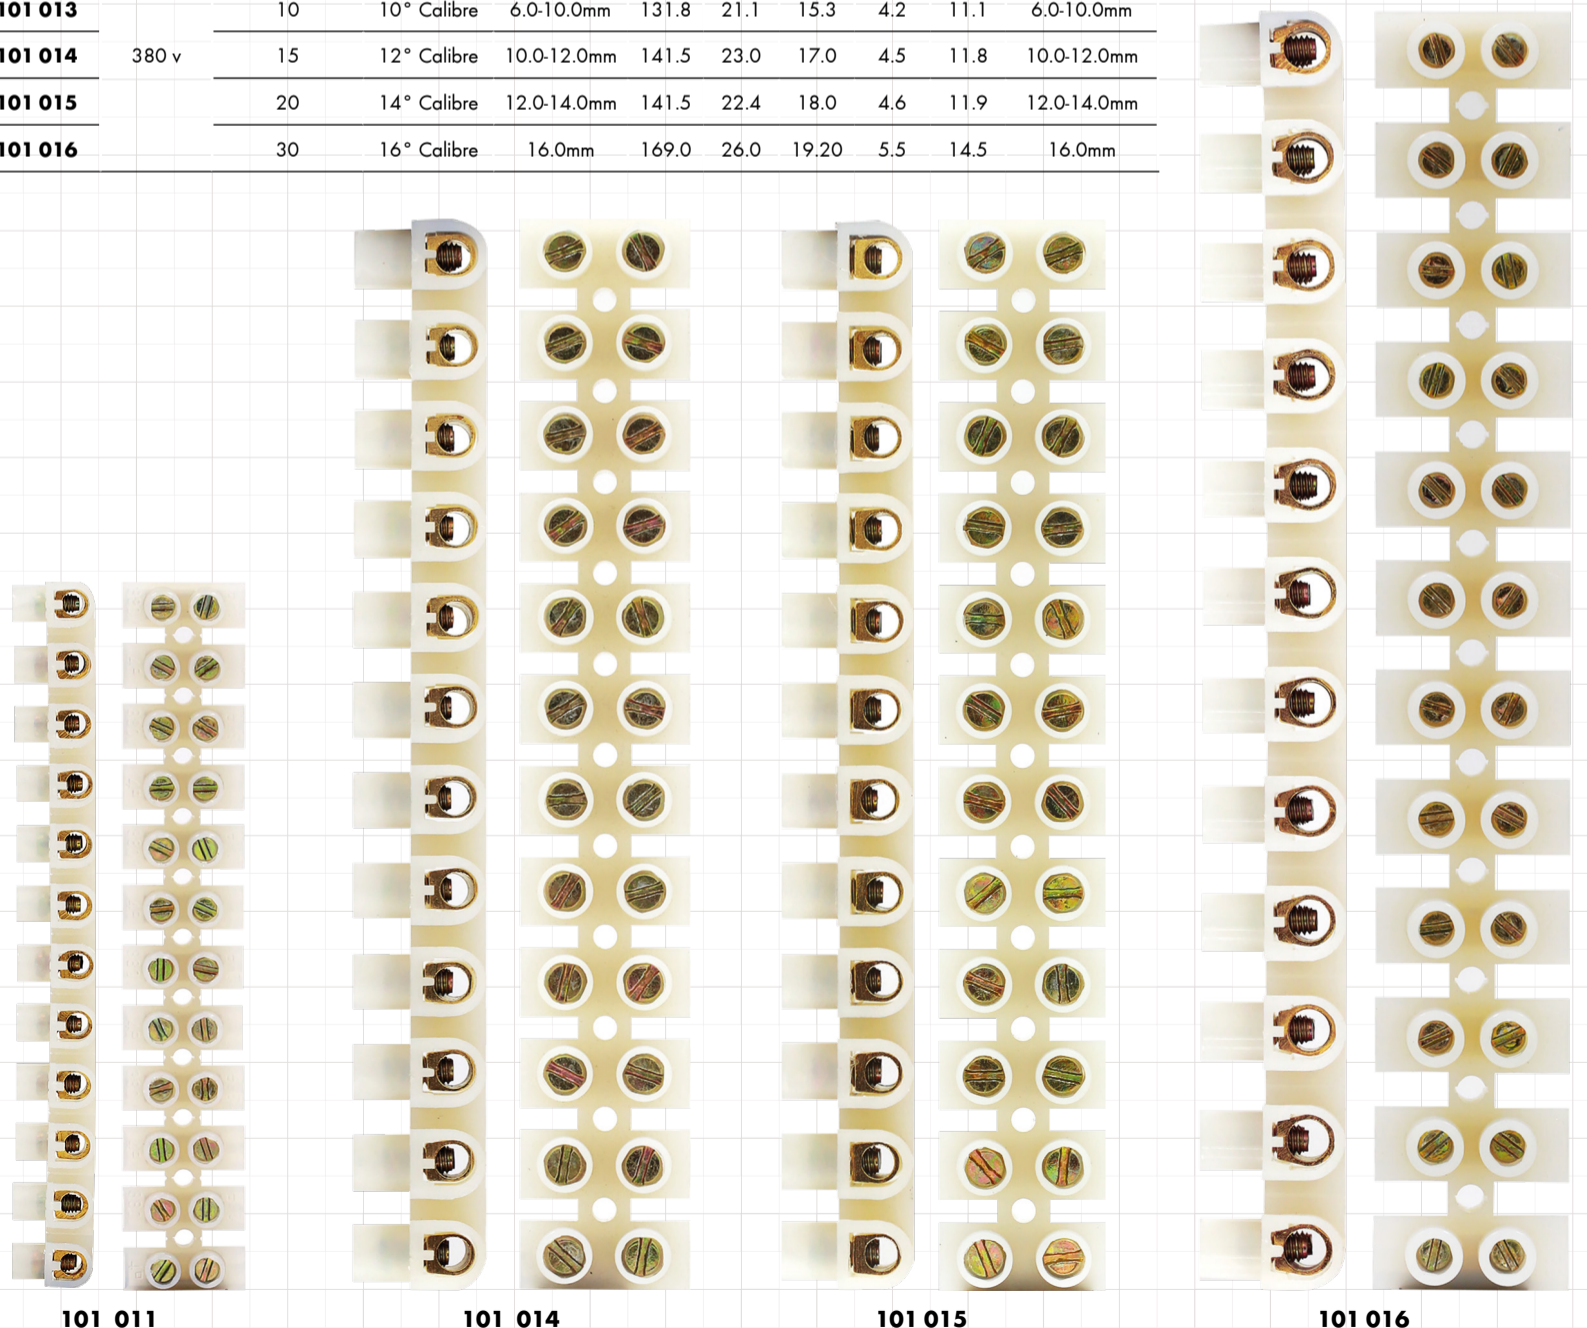 101 013 10 10° Calibre 6.0-10.0mm 131.8 21.1 15.3 4.2 11.1 6.0-10.0mm
101 014 380 v 15 12° Calibre 10.0-12.0mm 141.5 23.0 17.0 4.5 11.8 10.0-12.0mm
101 015 20 14° Calibre 12.0-14.0mm 141.5 22.4 18.0 4.6 11.9 12.0-14.0mm
101 016 30 16° Calibre 16.0mm 169.0 26.0 19.20 5.5 14.5 16.0mm
101 011 101 014 101 015 101 016